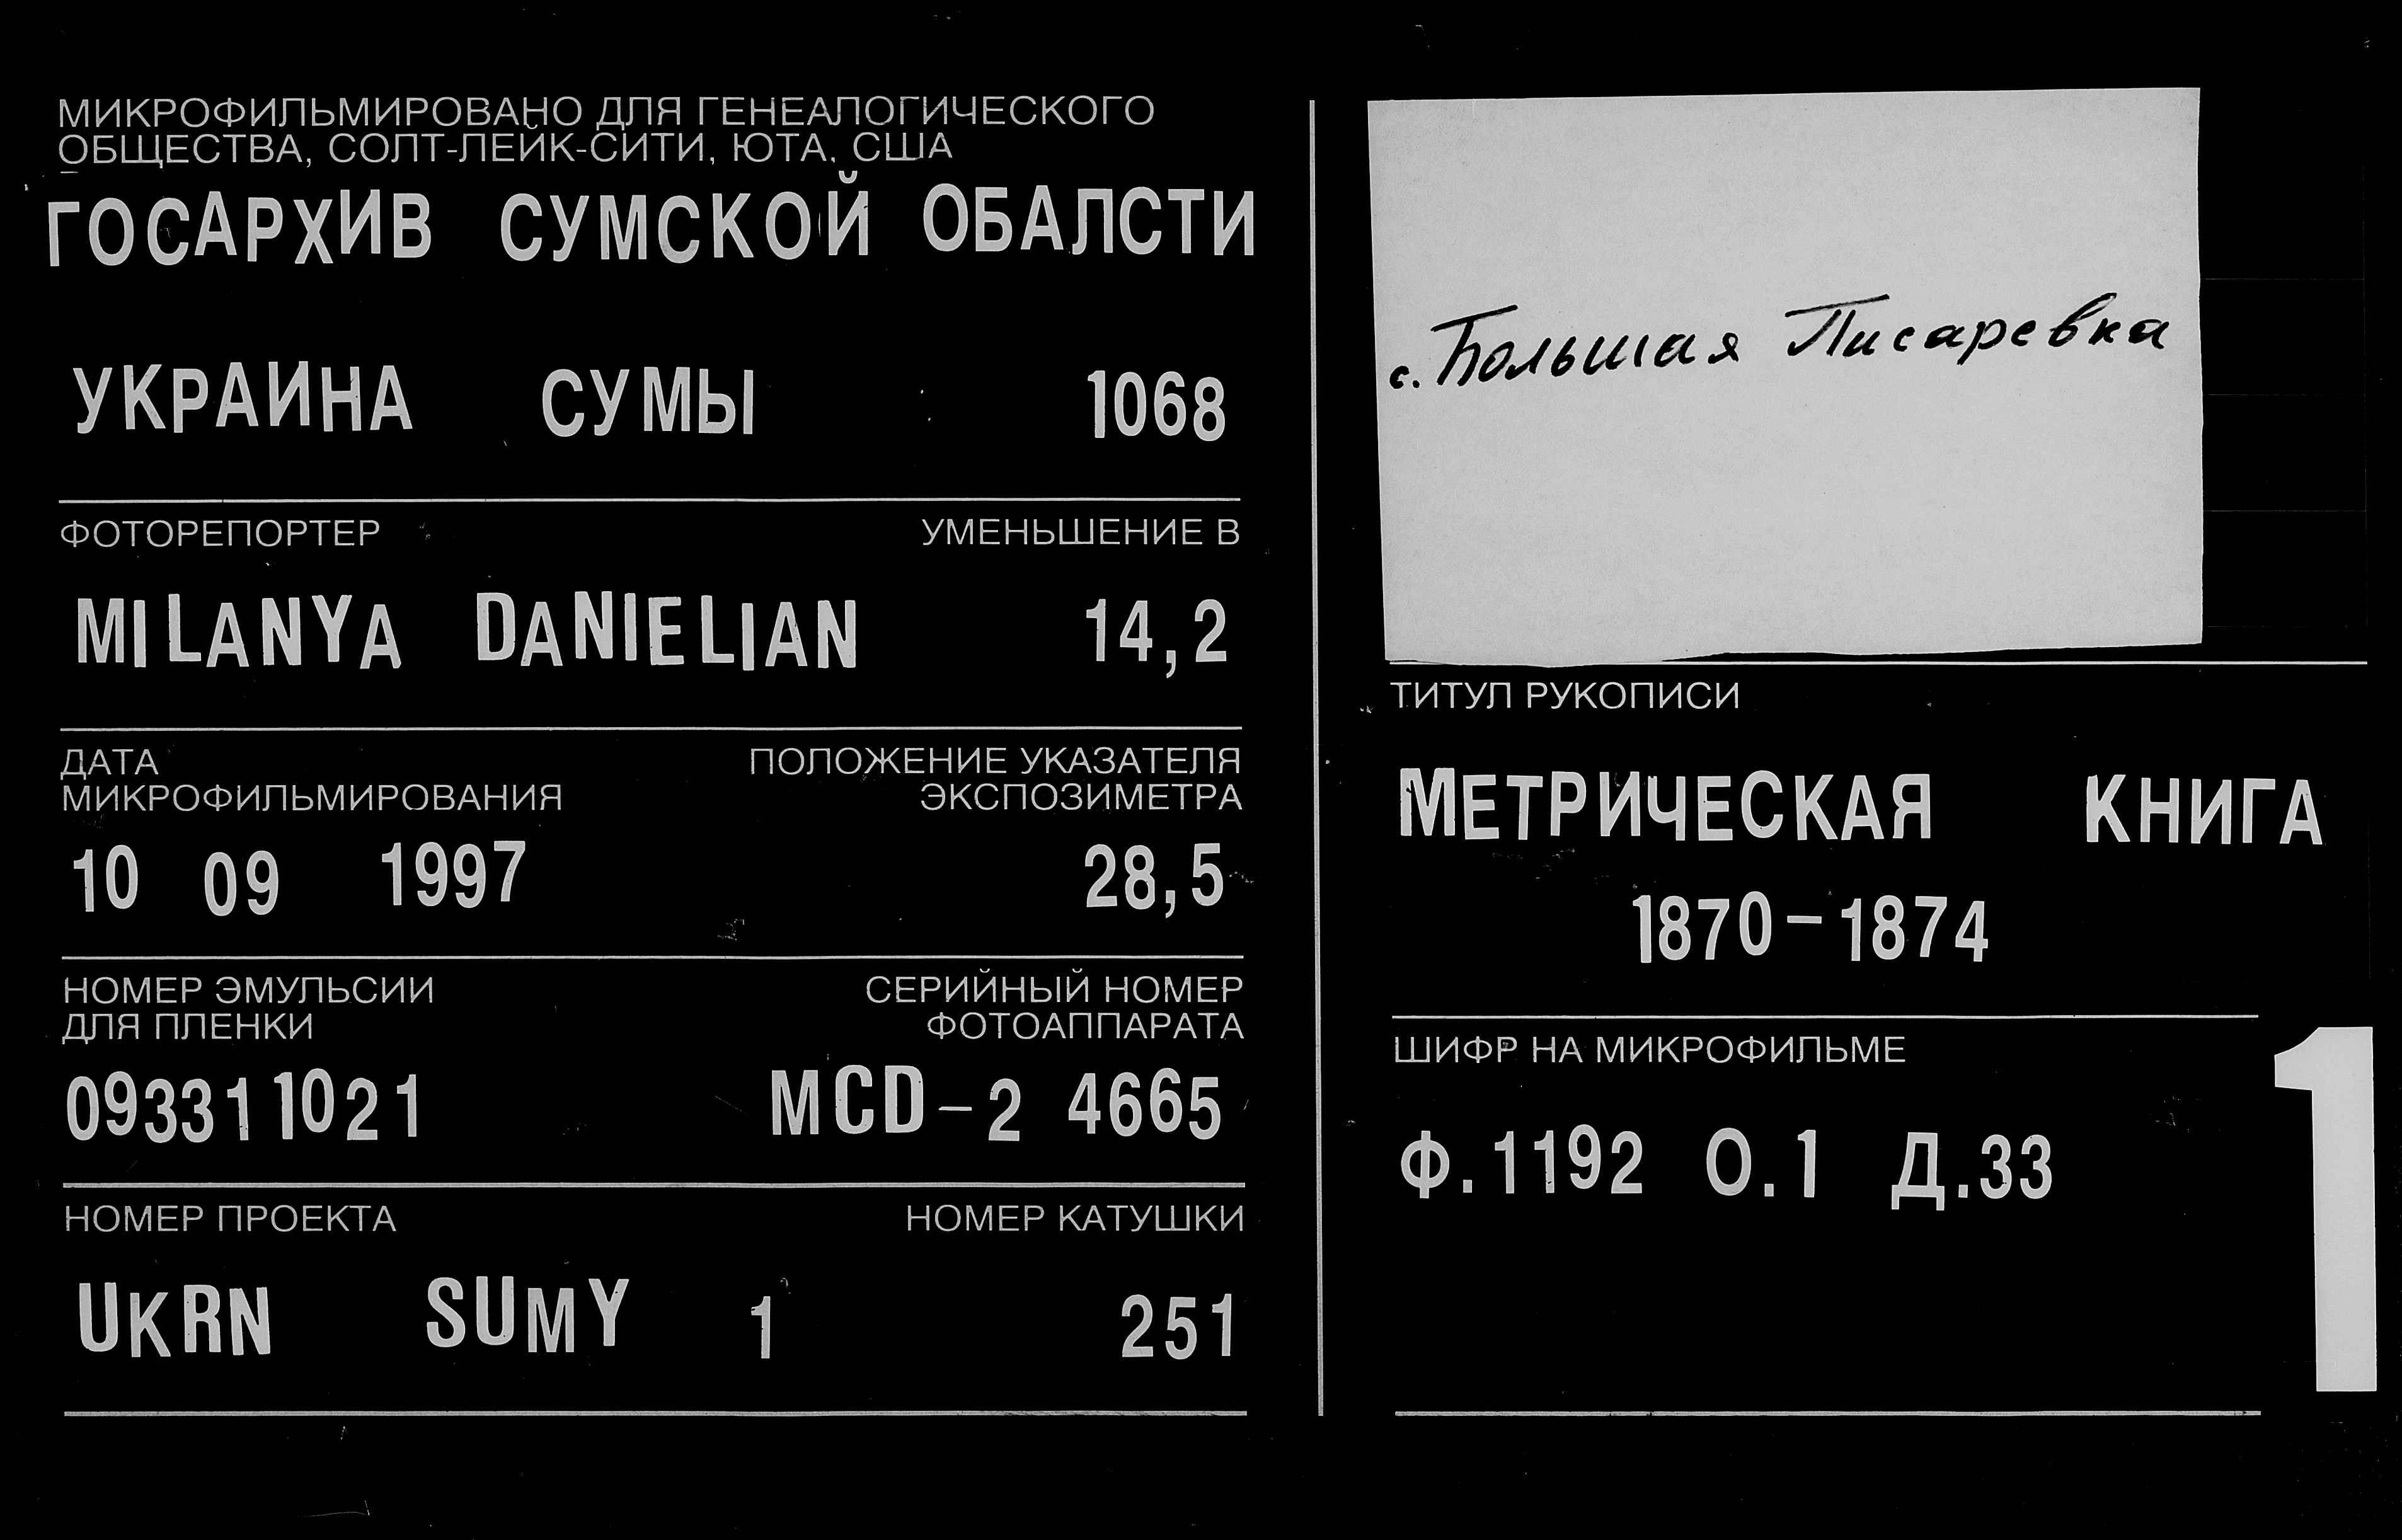 МИКРОФИЛЬМИРОВАНО ДЛЯ ГЕНЕАЛОГИЧЕСКОГО
ОБЩЕСТВА, СОЛТ-ЛЕЙК-СИТИ, ЮТА, США
ГОСАРХИВ СУМСКОЙ ОБАЛСТИ
УКРАИНА СУМЫ 1068
ФОТОРЕПОРТЕР УМЕНЬШЕНИЕ В
MILANYA DANIELIAN 14,2
ДАТА ПОЛОЖЕНИЕ УКАЗАТЕЛЯ
МИКРОФИЛЬМИРОВАНИЯ ЭКСПОЗИМЕТРА
10 09 1997 28,5
НОМЕР ЭМУЛЬСИИ СЕРИЙНЫЙ НОМЕР
ДЛЯ ПЛЕНКИ ФОТОАППАРАТА
093311021 MCD-2 4665
НОМЕР ПРОЕКТА НОМЕР КАТУШКИ
UKRN SUMY 1 251
с. Большая Писаревка
ТИТУЛ РУКОПИСИ
МЕТРИЧЕСКАЯ КНИГА
1870-1874
ШИФР НА МИКРОФИЛЬМЕ
Ф.1192 О.1 Д.33
1